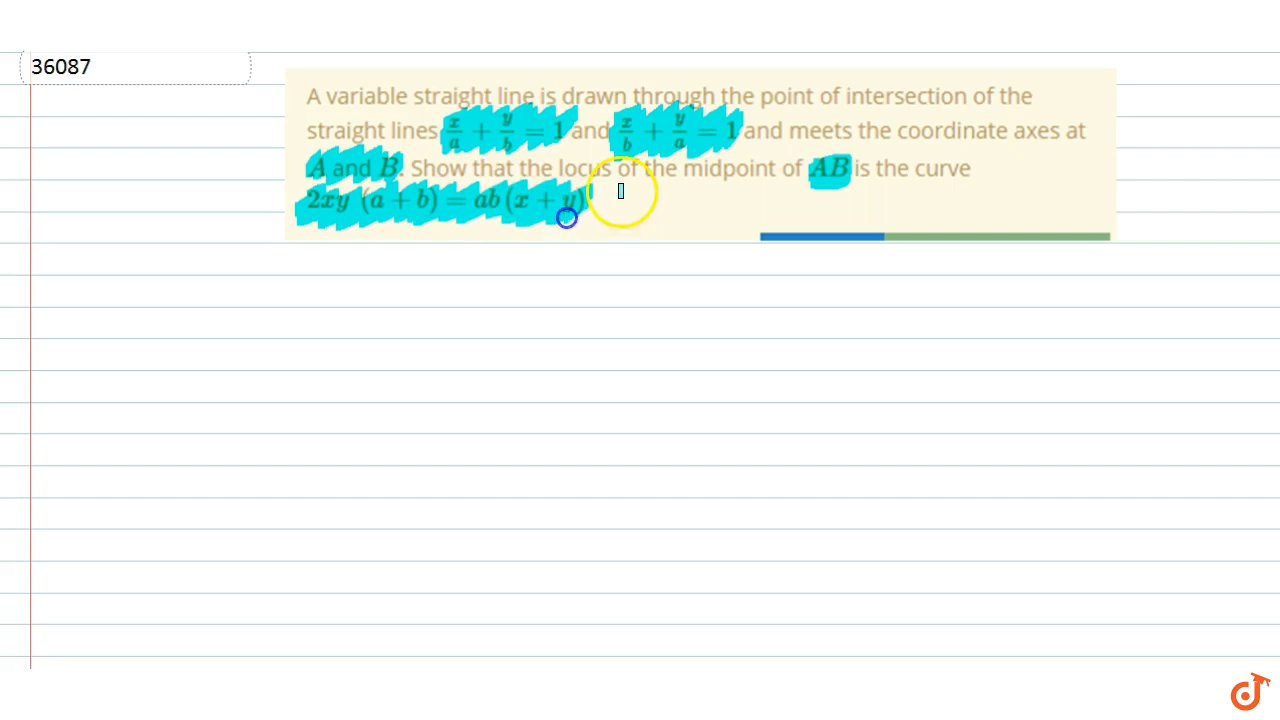 36087
A variable straight line is drawn through the point of intersection of the
straight lines x/a + y/b = 1 and x/b + y/a = 1 and meets the coordinate axes at
A and B. Show that the locus of the midpoint of AB is the curve
2xy (a + b) = ab (x + y)